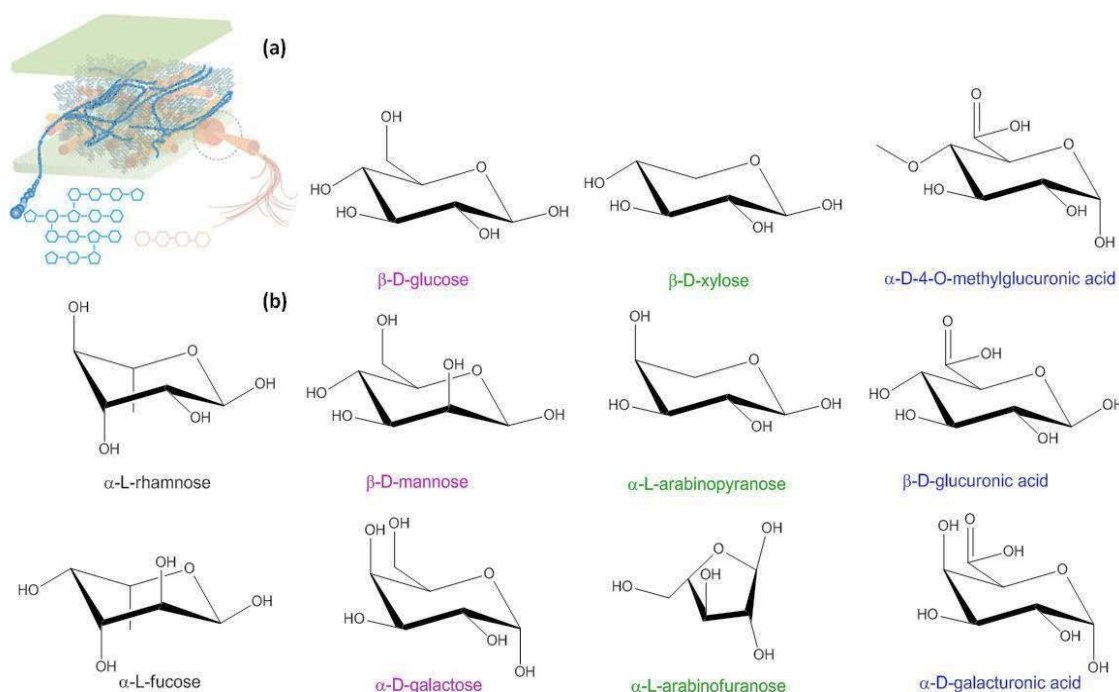 (a)
HO
O
HO
HO
OH
OH
β-D-glucose
O
HO
HO
OH
OH
β-D-xylose
O
OH
O
O
HO
OH
OH
α-D-4-O-methylglucuronic acid
(b)
OH
O
OH
OH
OH
α-L-rhamnose
HO
OH
O
HO
HO
OH
β-D-mannose
OH
O
HO
OH
OH
α-L-arabinopyranose
O
OH
O
HO
HO
OH
OH
β-D-glucuronic acid
OH
O
HO
OH
OH
α-L-fucose
OH
OH
O
HO
OH
OH
α-D-galactose
OH
O
HO
HO
OH
α-L-arabinofuranose
OH
O
OH
O
HO
OH
OH
α-D-galacturonic acid